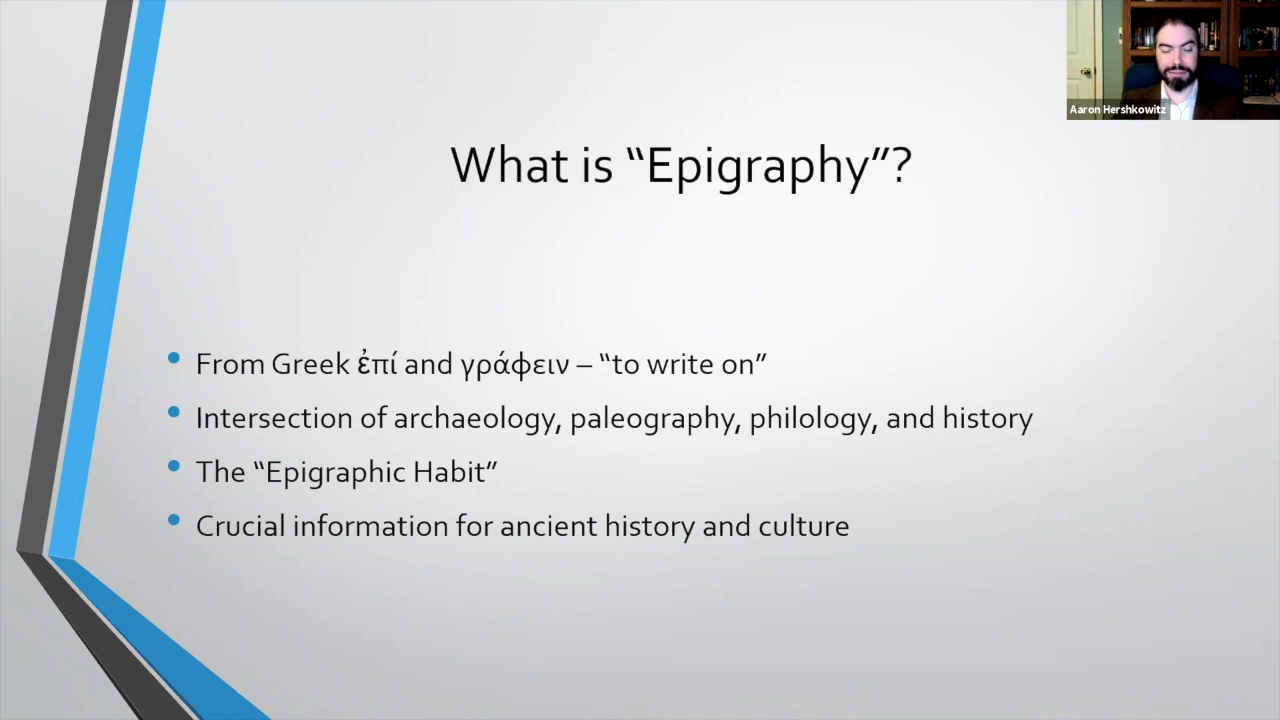 Aaron Hershkowitz
What is “Epigraphy”?
From Greek ἐπί and γράφειν – “to write on”
Intersection of archaeology, paleography, philology, and history
The “Epigraphic Habit”
Crucial information for ancient history and culture